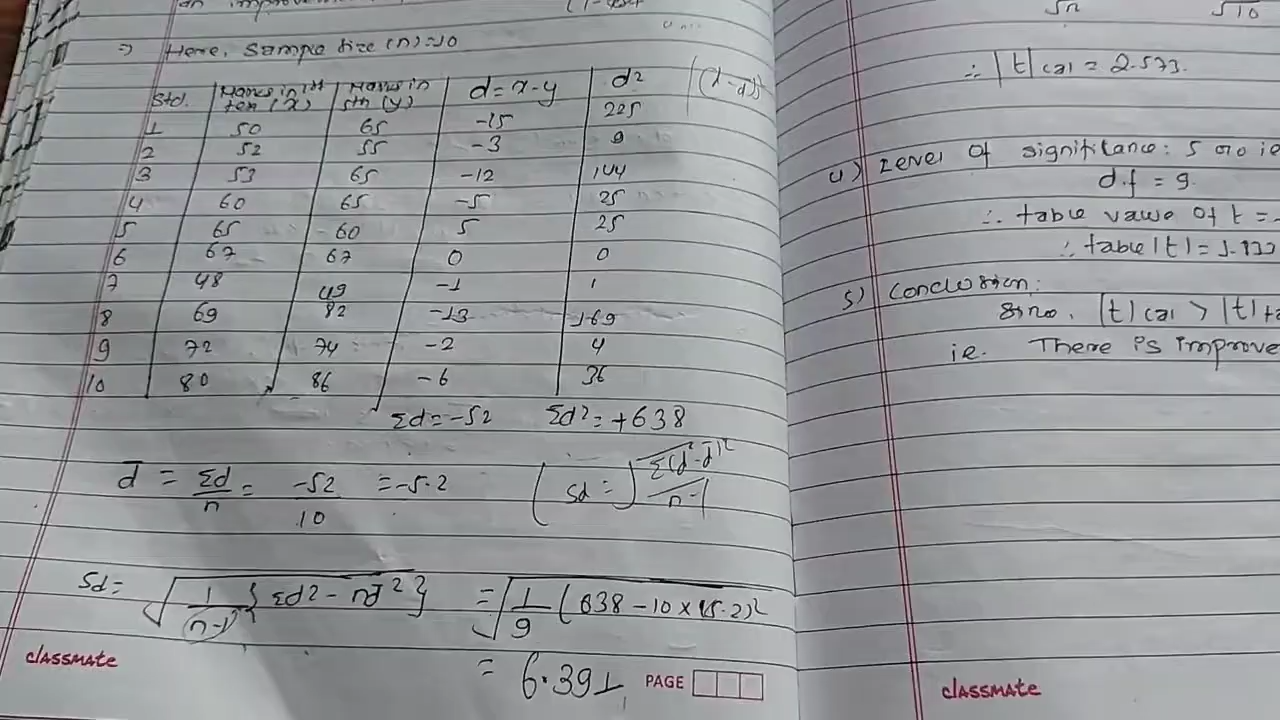 ⇒ Here, Sample size (n) = 10
Std. | Marks in 1st test (X) | Marks in 5th (Y) | d = x - y | d²
1 | 50 | 65 | -15 | 225
2 | 52 | 55 | -3 | 9
3 | 53 | 65 | -12 | 144
4 | 60 | 65 | -5 | 25
5 | 65 | 60 | 5 | 25
6 | 67 | 67 | 0 | 0
7 | 48 | 49 | -1 | 1
8 | 69 | 82 | -13 | 169
9 | 72 | 74 | -2 | 4
10 | 80 | 86 | -6 | 36
Σd = -52 Σd² = +638
d̄ = Σd/n = -52/10 = -5.2 (Sd = √Σ(d-d̄)²/n-1
Sd = √1/(n-1) {Σd2 - nd̄²} = √1/9 (638 - 10 × (5.2)²
= 6.391
classmate PAGE
√n √10
∴ |t| cal = 2.573.
4) Level of significance: 5 % ie
d.f = 9.
∴ table value of t =
∴ table |t| = 1.833
5) Conclusion:
Since, |t| cal > |t| ta
ie. There is improve
classmate